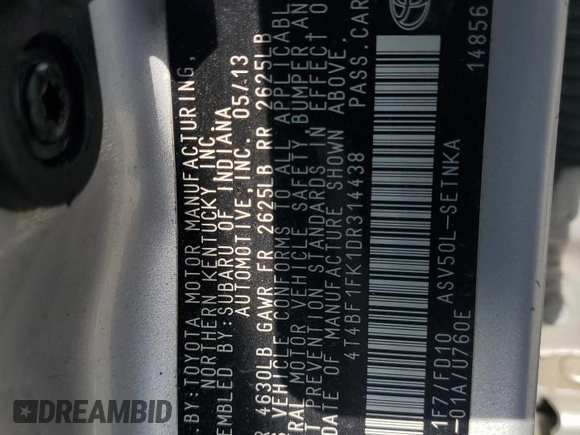 BY:TOYOTA MOTOR MANUFACTURING,
NORTHERN KENTUCKY INC
EMBLED BY:SUBARU OF INDIANA
AUTOMOTIVE,INC. 05/13
4630LB GAWR FR 2625LB RR 2625LB
VEHICLE CONFORMS TO ALL APPLICABL
RAL MOTOR VEHICLE SAFETY, BUMPER AN
T PREVENTION STANDARDS IN EFFECT O
DATE OF MANUFACTURE SHOWN ABOVE.
4T4BF1FK1DR314438 PASS.CAR
1F7/FD10 ASV50L-SETNKA
-01A/U760E 14856
DREAMBID